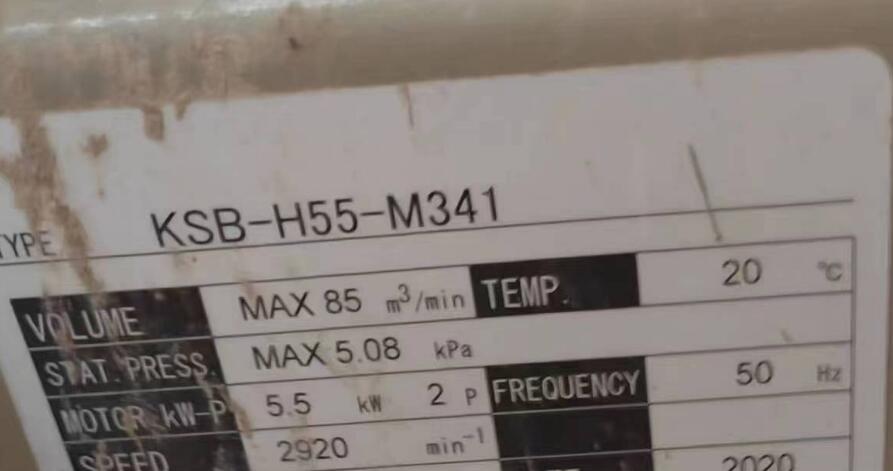 TYPE KSB-H55-M341
VOLUME MAX 85 m³/min TEMP. 20 ℃
STAT. PRESS. MAX 5.08 kPa
MOTOR kW-P 5.5 kW 2 P FREQUENCY 50 Hz
SPEED 2920 min⁻¹
2020